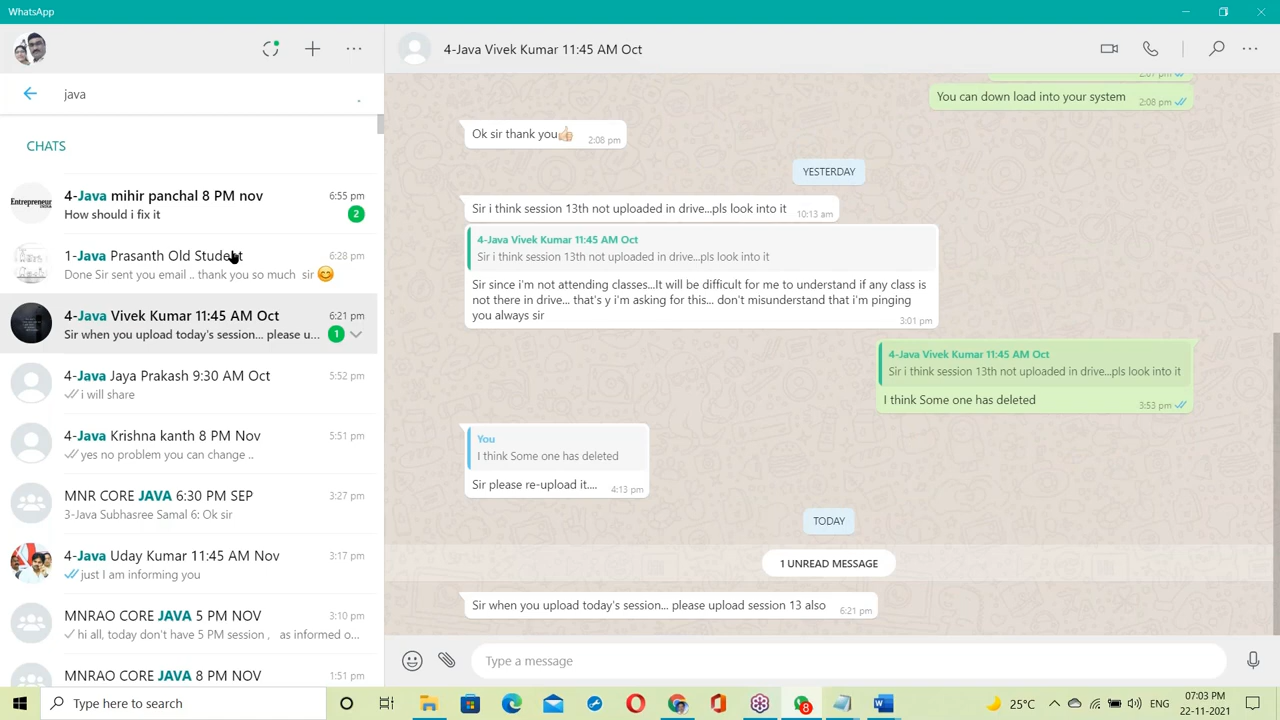 WhatsApp
4-Java Vivek Kumar 11:45 AM Oct
java
CHATS
4-Java mihir panchal 8 PM nov
6:55 pm
How should i fix it
2
Entrepreneur
1-Java Prasanth Old Student
6:28 pm
Done Sir sent you email .. thank you so much sir 😊
4-Java Vivek Kumar 11:45 AM Oct
6:21 pm
Sir when you upload today's session... please u...
1
4-Java Jaya Prakash 9:30 AM Oct
5:52 pm
i will share
4-Java Krishna kanth 8 PM Nov
5:51 pm
yes no problem you can change ..
MNR CORE JAVA 6:30 PM SEP
3:27 pm
3-Java Subhasree Samal 6: Ok sir
4-Java Uday Kumar 11:45 AM Nov
3:17 pm
just I am informing you
MNRAO CORE JAVA 5 PM NOV
3:10 pm
hi all, today don't have 5 PM session , as informed o...
MNRAO CORE JAVA 8 PM NOV
1:51 pm
2:07 pm
You can down load into your system
2:08 pm
Ok sir thank you👍🏻
2:08 pm
YESTERDAY
Sir i think session 13th not uploaded in drive...pls look into it
10:13 am
4-Java Vivek Kumar 11:45 AM Oct
Sir i think session 13th not uploaded in drive...pls look into it
Sir since i'm not attending classes...It will be difficult for me to understand if any class is
not there in drive... that's y i'm asking for this... don't misunderstand that i'm pinging
you always sir
3:01 pm
4-Java Vivek Kumar 11:45 AM Oct
Sir i think session 13th not uploaded in drive...pls look into it
I think Some one has deleted
3:53 pm
You
I think Some one has deleted
Sir please re-upload it....
4:13 pm
TODAY
1 UNREAD MESSAGE
Sir when you upload today's session... please upload session 13 also
6:21 pm
Type a message
Type here to search
8
25°C
ENG
07:03 PM
22-11-2021